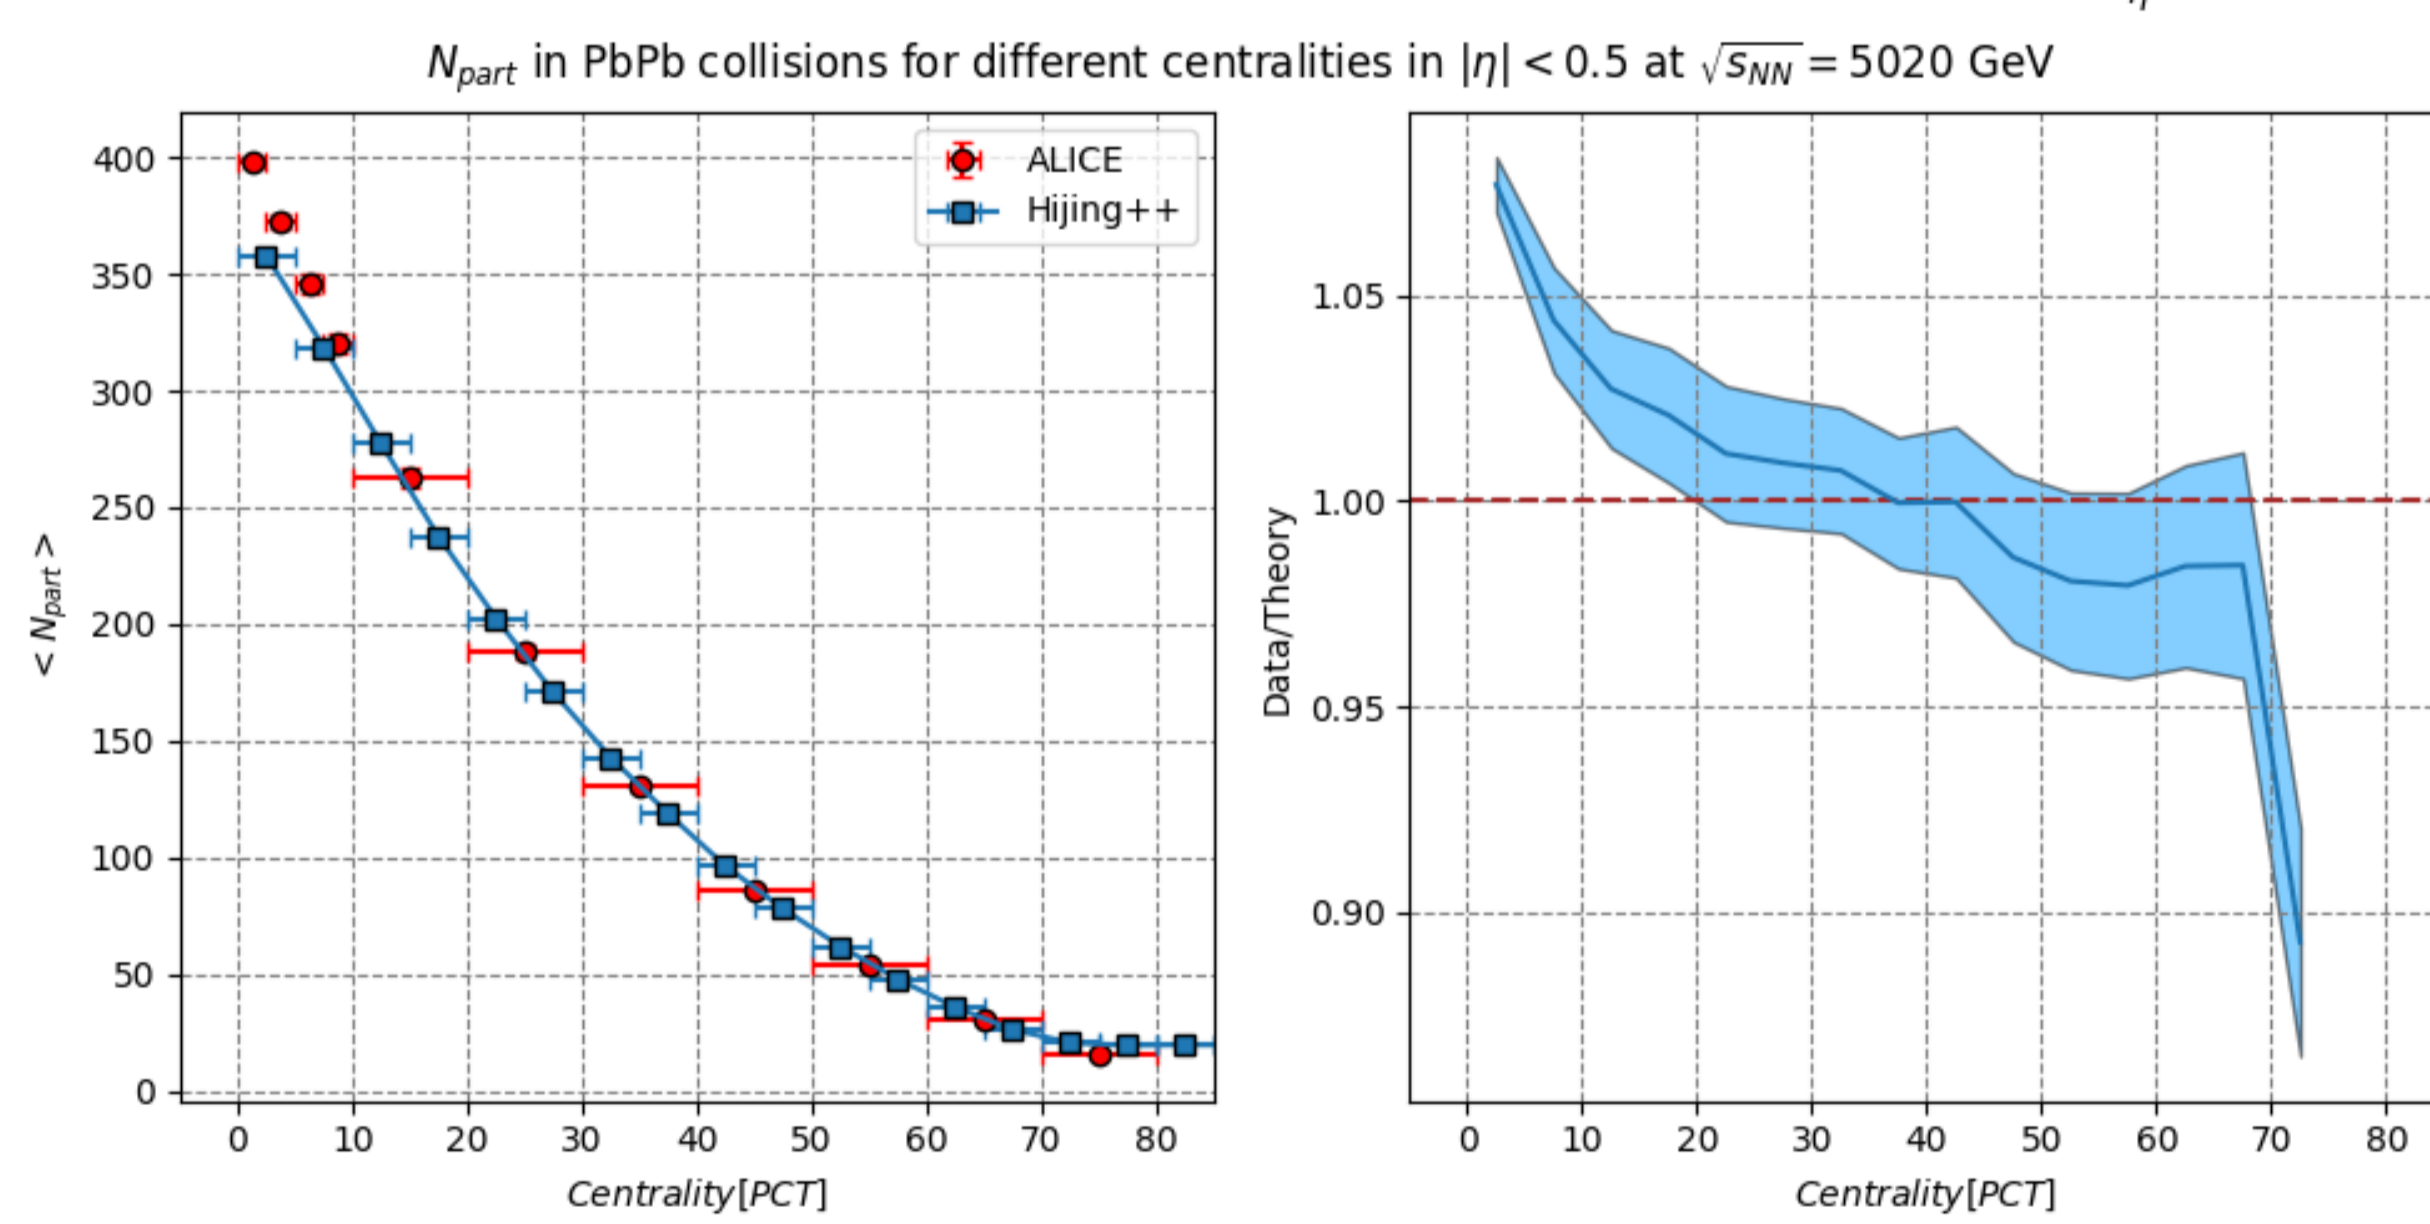 η
N_part in PbPb collisions for different centralities in |η| < 0.5 at √s_NN = 5020 GeV
400
350
300
250
200
150
100
50
0
< N_part >
ALICE
Hijing++
0 10 20 30 40 50 60 70 80
Centrality[PCT]
1.05
1.00
0.95
0.90
Data/Theory
0 10 20 30 40 50 60 70 80
Centrality[PCT]